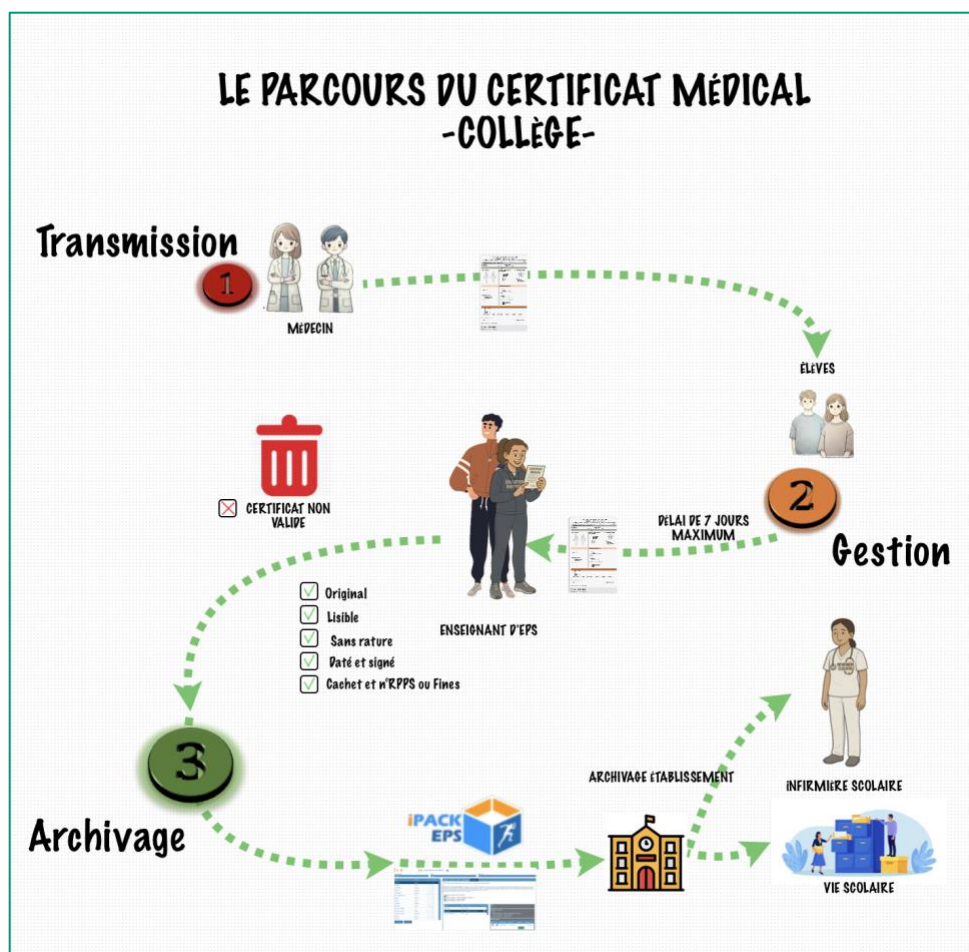 LE PARCOURS DU CERTIFICAT MÉDICAL
-COLLÈGE-
Transmission
1
MÉDECIN
ÉLÈVES
CERTIFICAT NON
VALIDE
2
DÉLAI DE 7 JOURS
MAXIMUM
Gestion
Original
Lisible
Sans rature
Daté et signé
Cachet et n°RPPS ou Fines
ENSEIGNANT D'EPS
3
Archivage
iPACK
EPS
ARCHIVAGE ÉTABLISSEMENT
INFIRMIÈRE SCOLAIRE
VIE SCOLAIRE